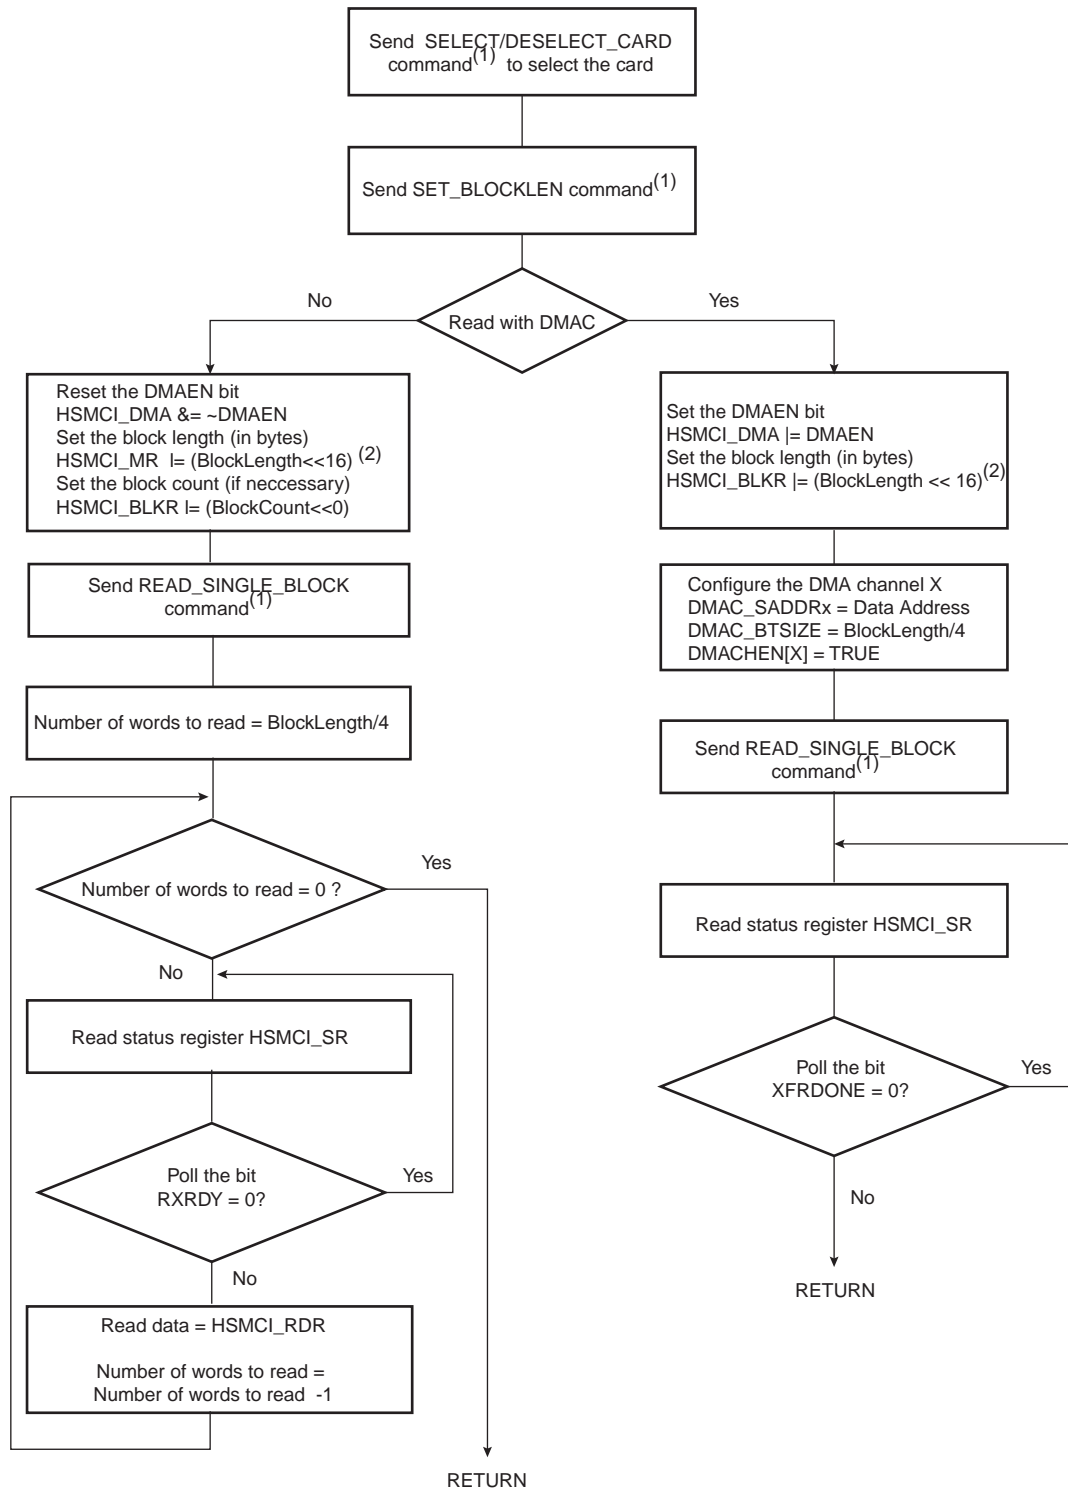 Send SELECT/DESELECT_CARD
command(1) to select the card
Send SET_BLOCKLEN command(1)
No
Yes
Read with DMAC
Reset the DMAEN bit
HSMCI_DMA &= ~DMAEN
Set the block length (in bytes)
HSMCI_MR l= (BlockLength<<16) (2)
Set the block count (if neccessary)
HSMCI_BLKR l= (BlockCount<<0)
Send READ_SINGLE_BLOCK
command(1)
Number of words to read = BlockLength/4
Number of words to read = 0 ?
Yes
No
Read status register HSMCI_SR
Poll the bit
RXRDY = 0?
Yes
No
Read data = HSMCI_RDR
Number of words to read =
Number of words to read -1
RETURN
Set the DMAEN bit
HSMCI_DMA |= DMAEN
Set the block length (in bytes)
HSMCI_BLKR |= (BlockLength << 16)(2)
Configure the DMA channel X
DMAC_SADDRx = Data Address
DMAC_BTSIZE = BlockLength/4
DMACHEN[X] = TRUE
Send READ_SINGLE_BLOCK
command(1)
Read status register HSMCI_SR
Poll the bit
XFRDONE = 0?
Yes
No
RETURN